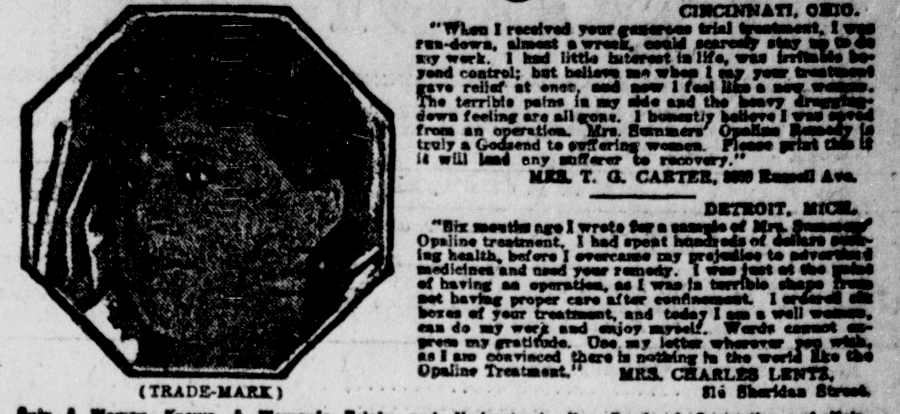 CINCINNATI, OHIO.
"When I received your generous trial treatment, I was
run-down, almost a wreck, could scarcely stay up to do
my work. I had little interest in life, was irritable be-
yond control; but believe me when I say your treatment
gave relief at once, and now I feel like a new woman.
The terrible pains in my side and the heavy dragging-
down feeling are all gone. I honestly believe I was saved
from an operation. Mrs. Summers' Opaline Remedy is
truly a Godsend to suffering women. Please print this as
it will lead any sufferer to recovery."
MRS. T. G. CARTER, Russell Ave.
DETROIT, MICH.
"Six months ago I wrote for a sample of Mrs. Summers'
Opaline treatment. I had spent hundreds of dollars seek-
ing health, before I overcame my prejudice to advertised
medicines and used your remedy. I was just at the point
of having an operation, as I was in terrible shape from
not having proper care after confinement. I ordered six
boxes of your treatment, and today I am a well woman,
can do my work and enjoy myself. Words cannot ex-
press my gratitude. Use my letter wherever you wish,
as I am convinced there is nothing in the world like the
Opaline Treatment." MRS. CHARLES LENTZ,
Sheridan Street.
(TRADE-MARK)